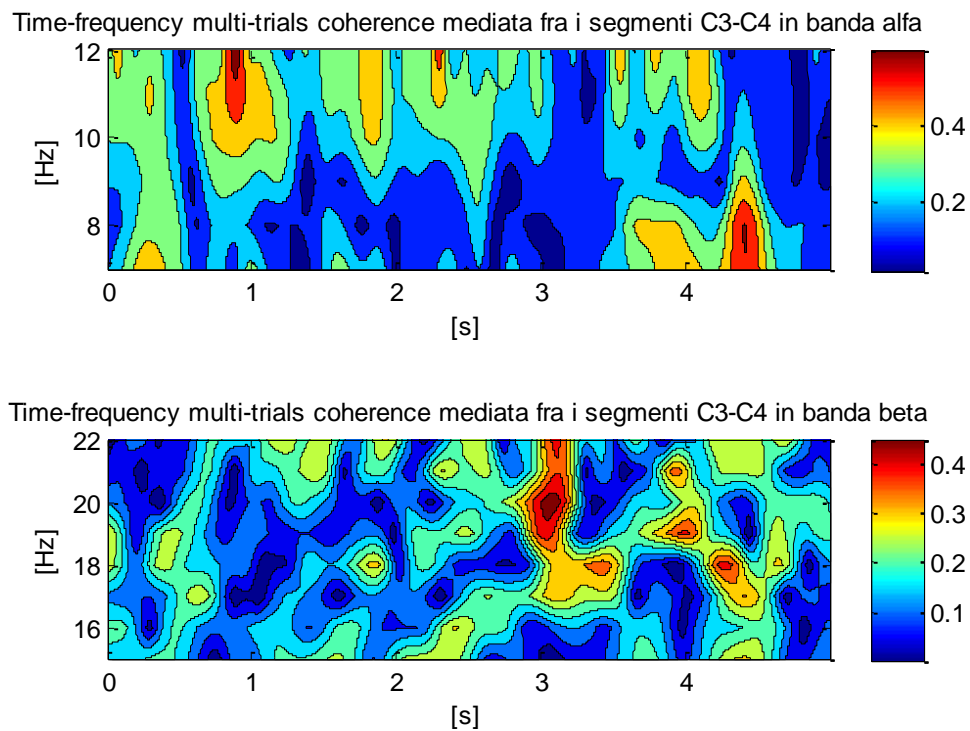 Time-frequency multi-trials coherence mediata fra i segmenti C3-C4 in banda alfa
12
10
8
[Hz]
0 1 2 3 4
[s]
0.4
0.2
Time-frequency multi-trials coherence mediata fra i segmenti C3-C4 in banda beta
22
20
18
16
[Hz]
0 1 2 3 4
[s]
0.4
0.3
0.2
0.1